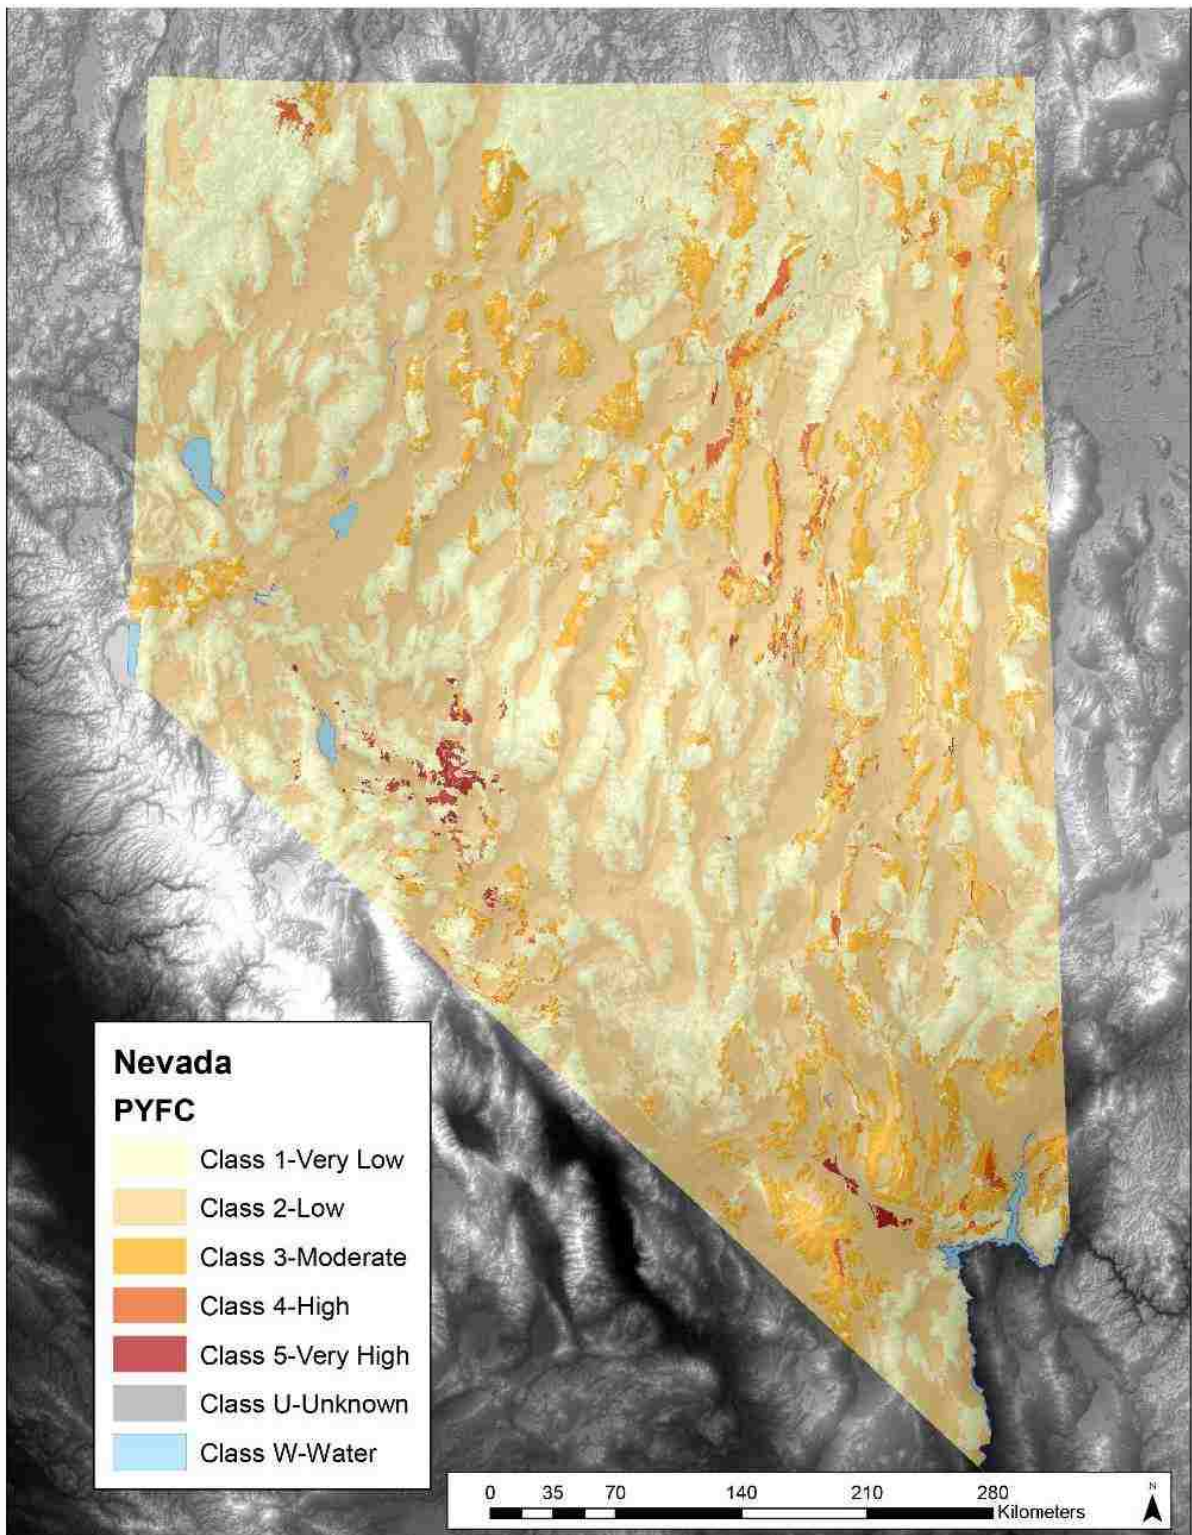 Nevada
PYFC
Class 1-Very Low
Class 2-Low
Class 3-Moderate
Class 4-High
Class 5-Very High
Class U-Unknown
Class W-Water
0 35 70 140 210 280
Kilometers
N